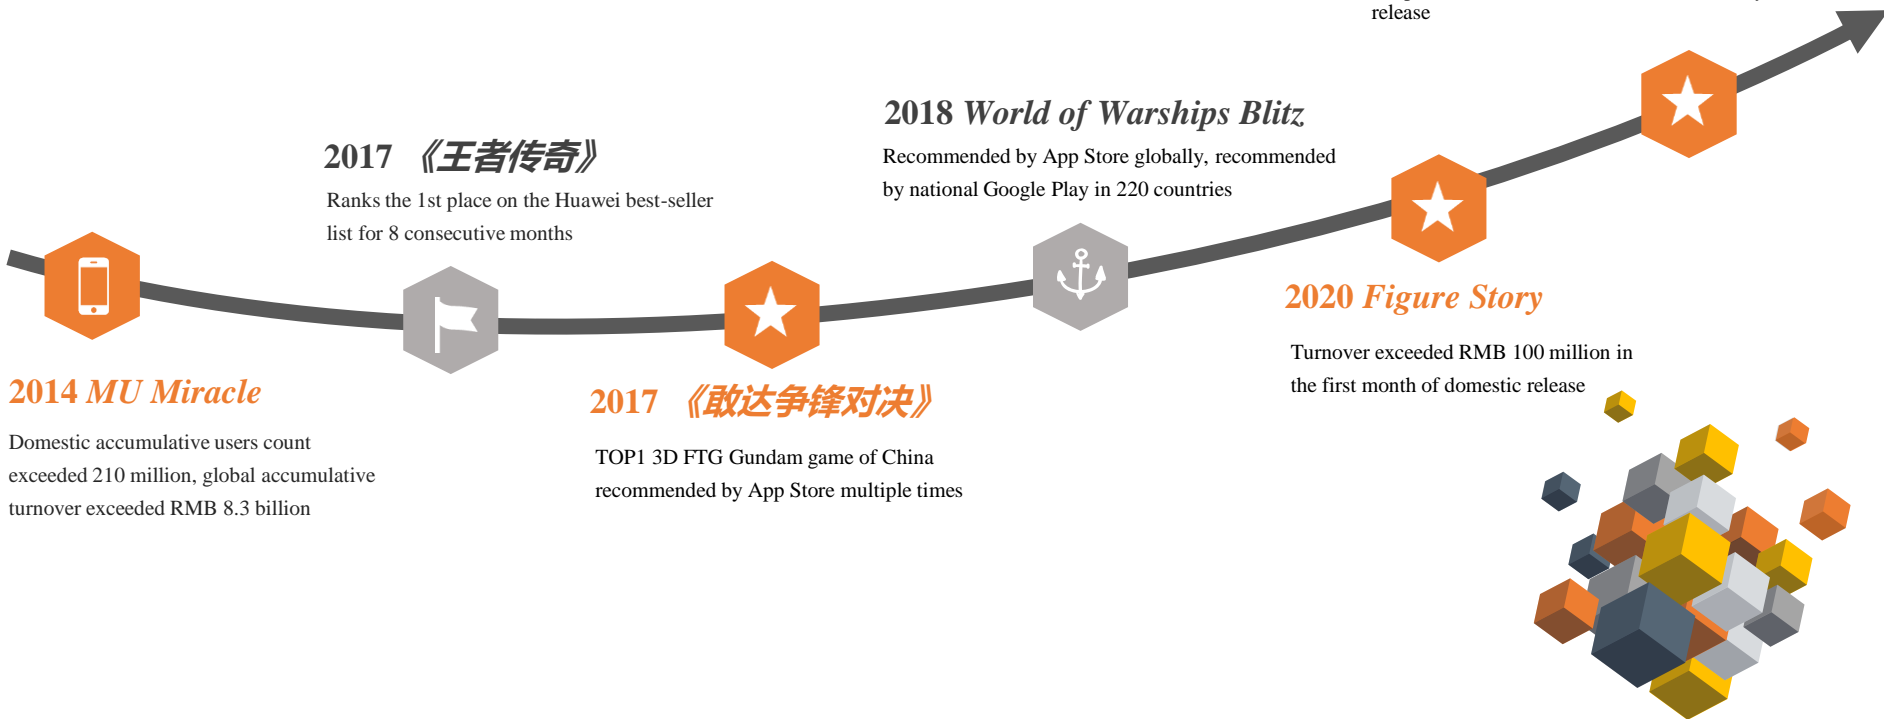 release
2018 World of Warships Blitz
Recommended by App Store globally, recommended
by national Google Play in 220 countries
2017 《王者传奇》
Ranks the 1st place on the Huawei best-seller
list for 8 consecutive months
2020 Figure Story
Turnover exceeded RMB 100 million in
the first month of domestic release
2014 MU Miracle
Domestic accumulative users count
exceeded 210 million, global accumulative
turnover exceeded RMB 8.3 billion
2017 《敢达争锋对决》
TOP1 3D FTG Gundam game of China
recommended by App Store multiple times